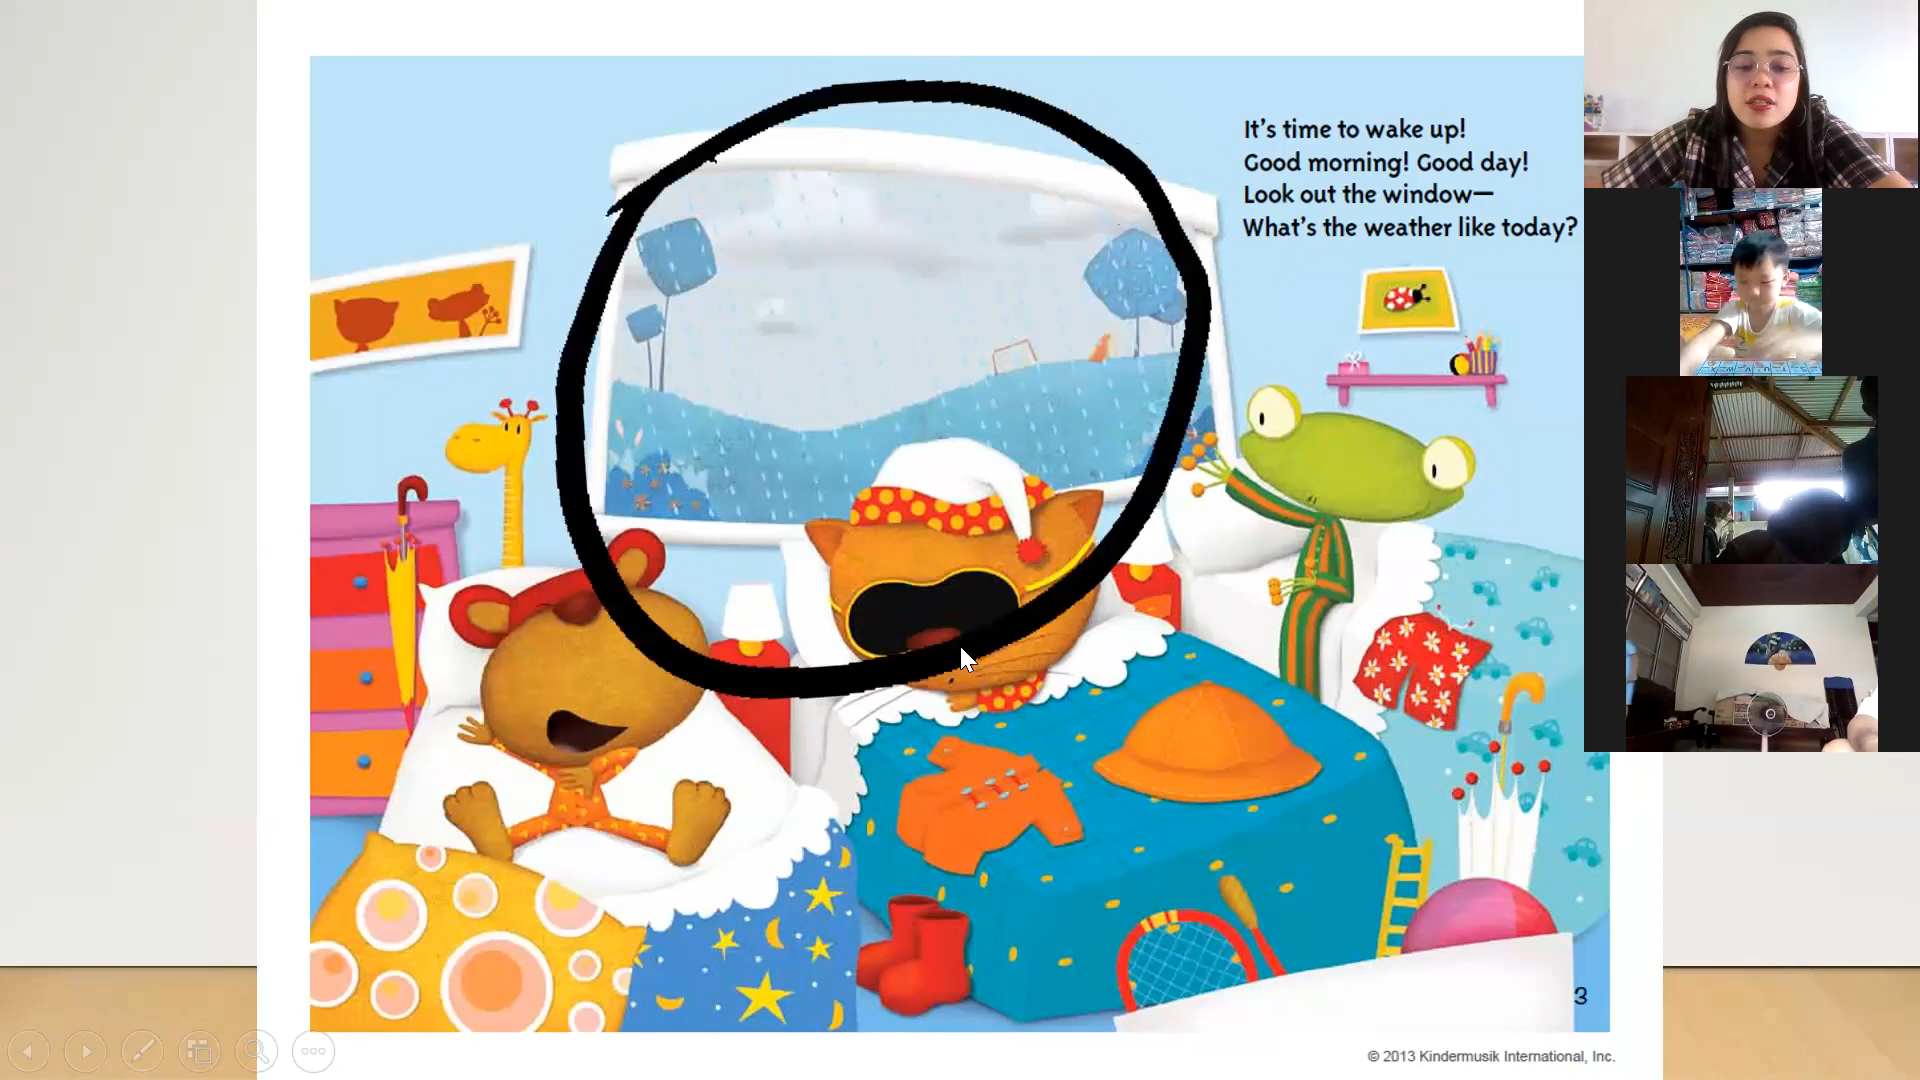 It's time to wake up!
Good morning! Good day!
Look out the window—
What's the weather like today?
3
© 2013 Kindermusik International, Inc.